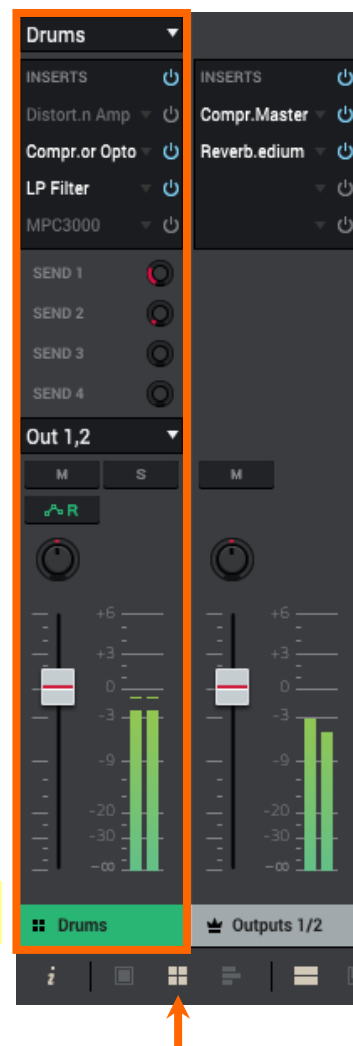 Drums
INSERTS
Distort.n Amp
Compr.or Opto
LP Filter
MPC3000
SEND 1
SEND 2
SEND 3
SEND 4
Out 1,2
M S
R
+6
+3
0
-3
-9
-20
-30
-∞
Drums
INSERTS
Compr.Master
Reverb.edium
M
+6
+3
0
-3
-9
-20
-30
-∞
Outputs 1/2
i